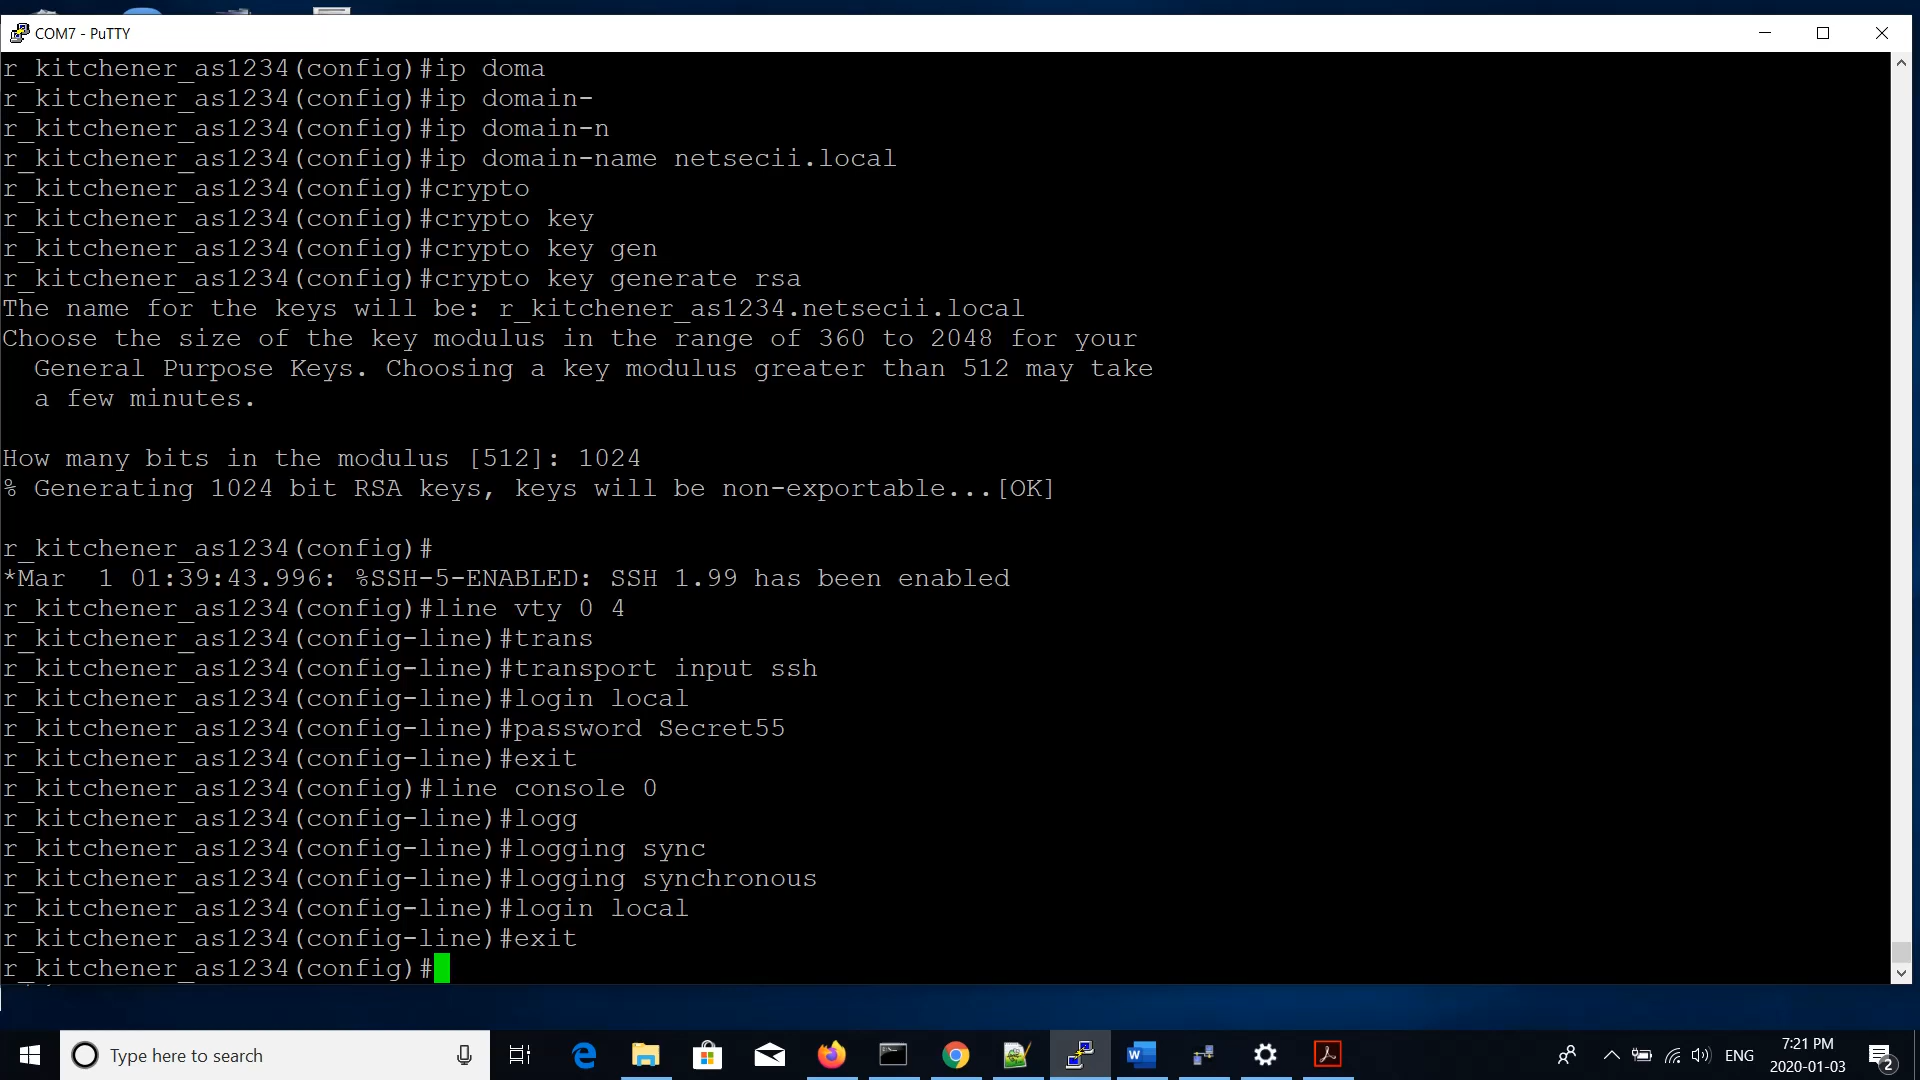 COM7 - PuTTY
r_kitchener_as1234(config)#ip doma
r_kitchener_as1234(config)#ip domain-
r_kitchener_as1234(config)#ip domain-n
r_kitchener_as1234(config)#ip domain-name netsecii.local
r_kitchener_as1234(config)#crypto
r_kitchener_as1234(config)#crypto key
r_kitchener_as1234(config)#crypto key gen
r_kitchener_as1234(config)#crypto key generate rsa
The name for the keys will be: r_kitchener_as1234.netsecii.local
Choose the size of the key modulus in the range of 360 to 2048 for your
  General Purpose Keys. Choosing a key modulus greater than 512 may take
  a few minutes.
How many bits in the modulus [512]: 1024
% Generating 1024 bit RSA keys, keys will be non-exportable...[OK]
r_kitchener_as1234(config)#
*Mar  1 01:39:43.996: %SSH-5-ENABLED: SSH 1.99 has been enabled
r_kitchener_as1234(config)#line vty 0 4
r_kitchener_as1234(config-line)#trans
r_kitchener_as1234(config-line)#transport input ssh
r_kitchener_as1234(config-line)#login local
r_kitchener_as1234(config-line)#password Secret55
r_kitchener_as1234(config-line)#exit
r_kitchener_as1234(config)#line console 0
r_kitchener_as1234(config-line)#logg
r_kitchener_as1234(config-line)#logging sync
r_kitchener_as1234(config-line)#logging synchronous
r_kitchener_as1234(config-line)#login local
r_kitchener_as1234(config-line)#exit
r_kitchener_as1234(config)#
Type here to search
ENG
7:21 PM
2020-01-03
2